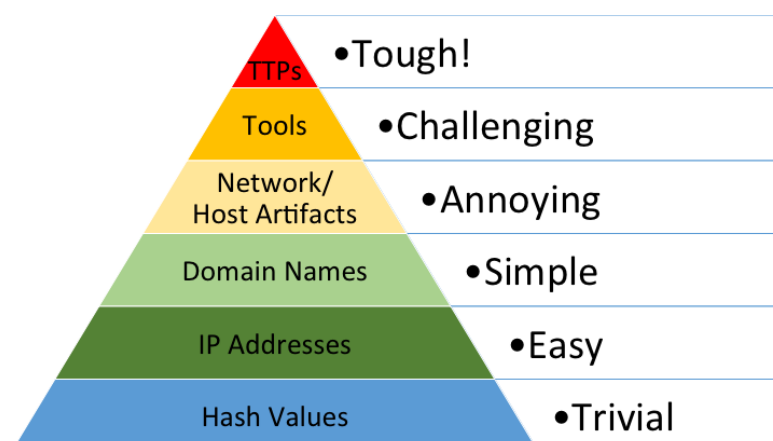 TTPs
•Tough!
Tools
•Challenging
Network/
Host Artifacts
•Annoying
Domain Names
•Simple
IP Addresses
•Easy
Hash Values
•Trivial